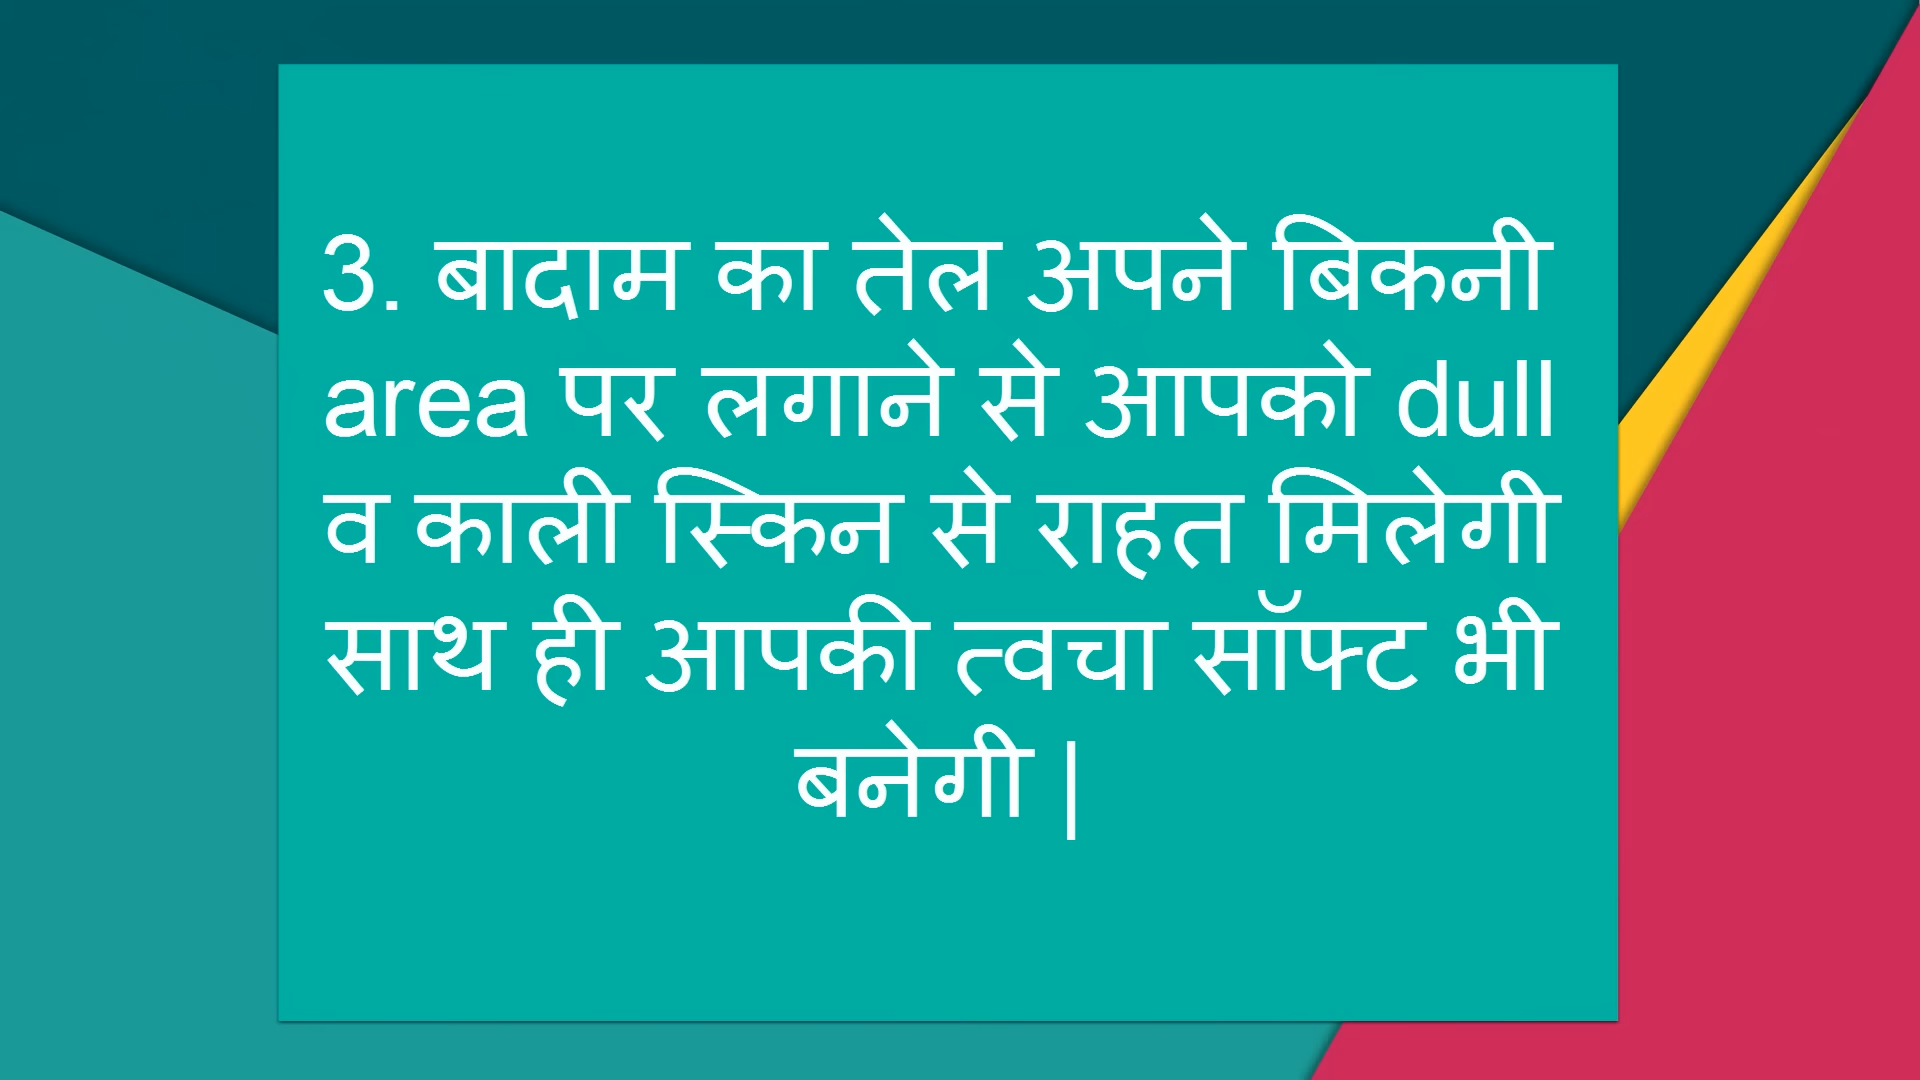 3. बादाम का तेल अपने बिकनी
area पर लगाने से आपको dull
व काली स्किन से राहत मिलेगी
साथ ही आपकी त्वचा सॉफ्ट भी
बनेगी |